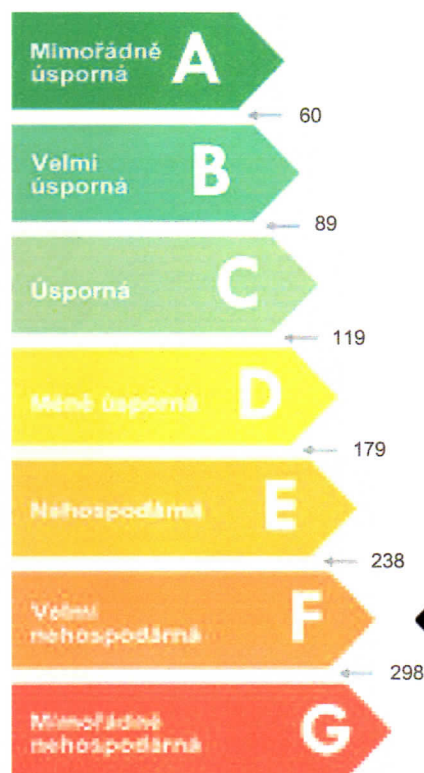 Mimořádně
úsporná A
60
Velmi
úsporná B
89
Úsporná C
119
Méně úsporná D
179
Nehospodárná E
238
Velmi
nehospodárná F
298
Mimořádně
nehospodárná G